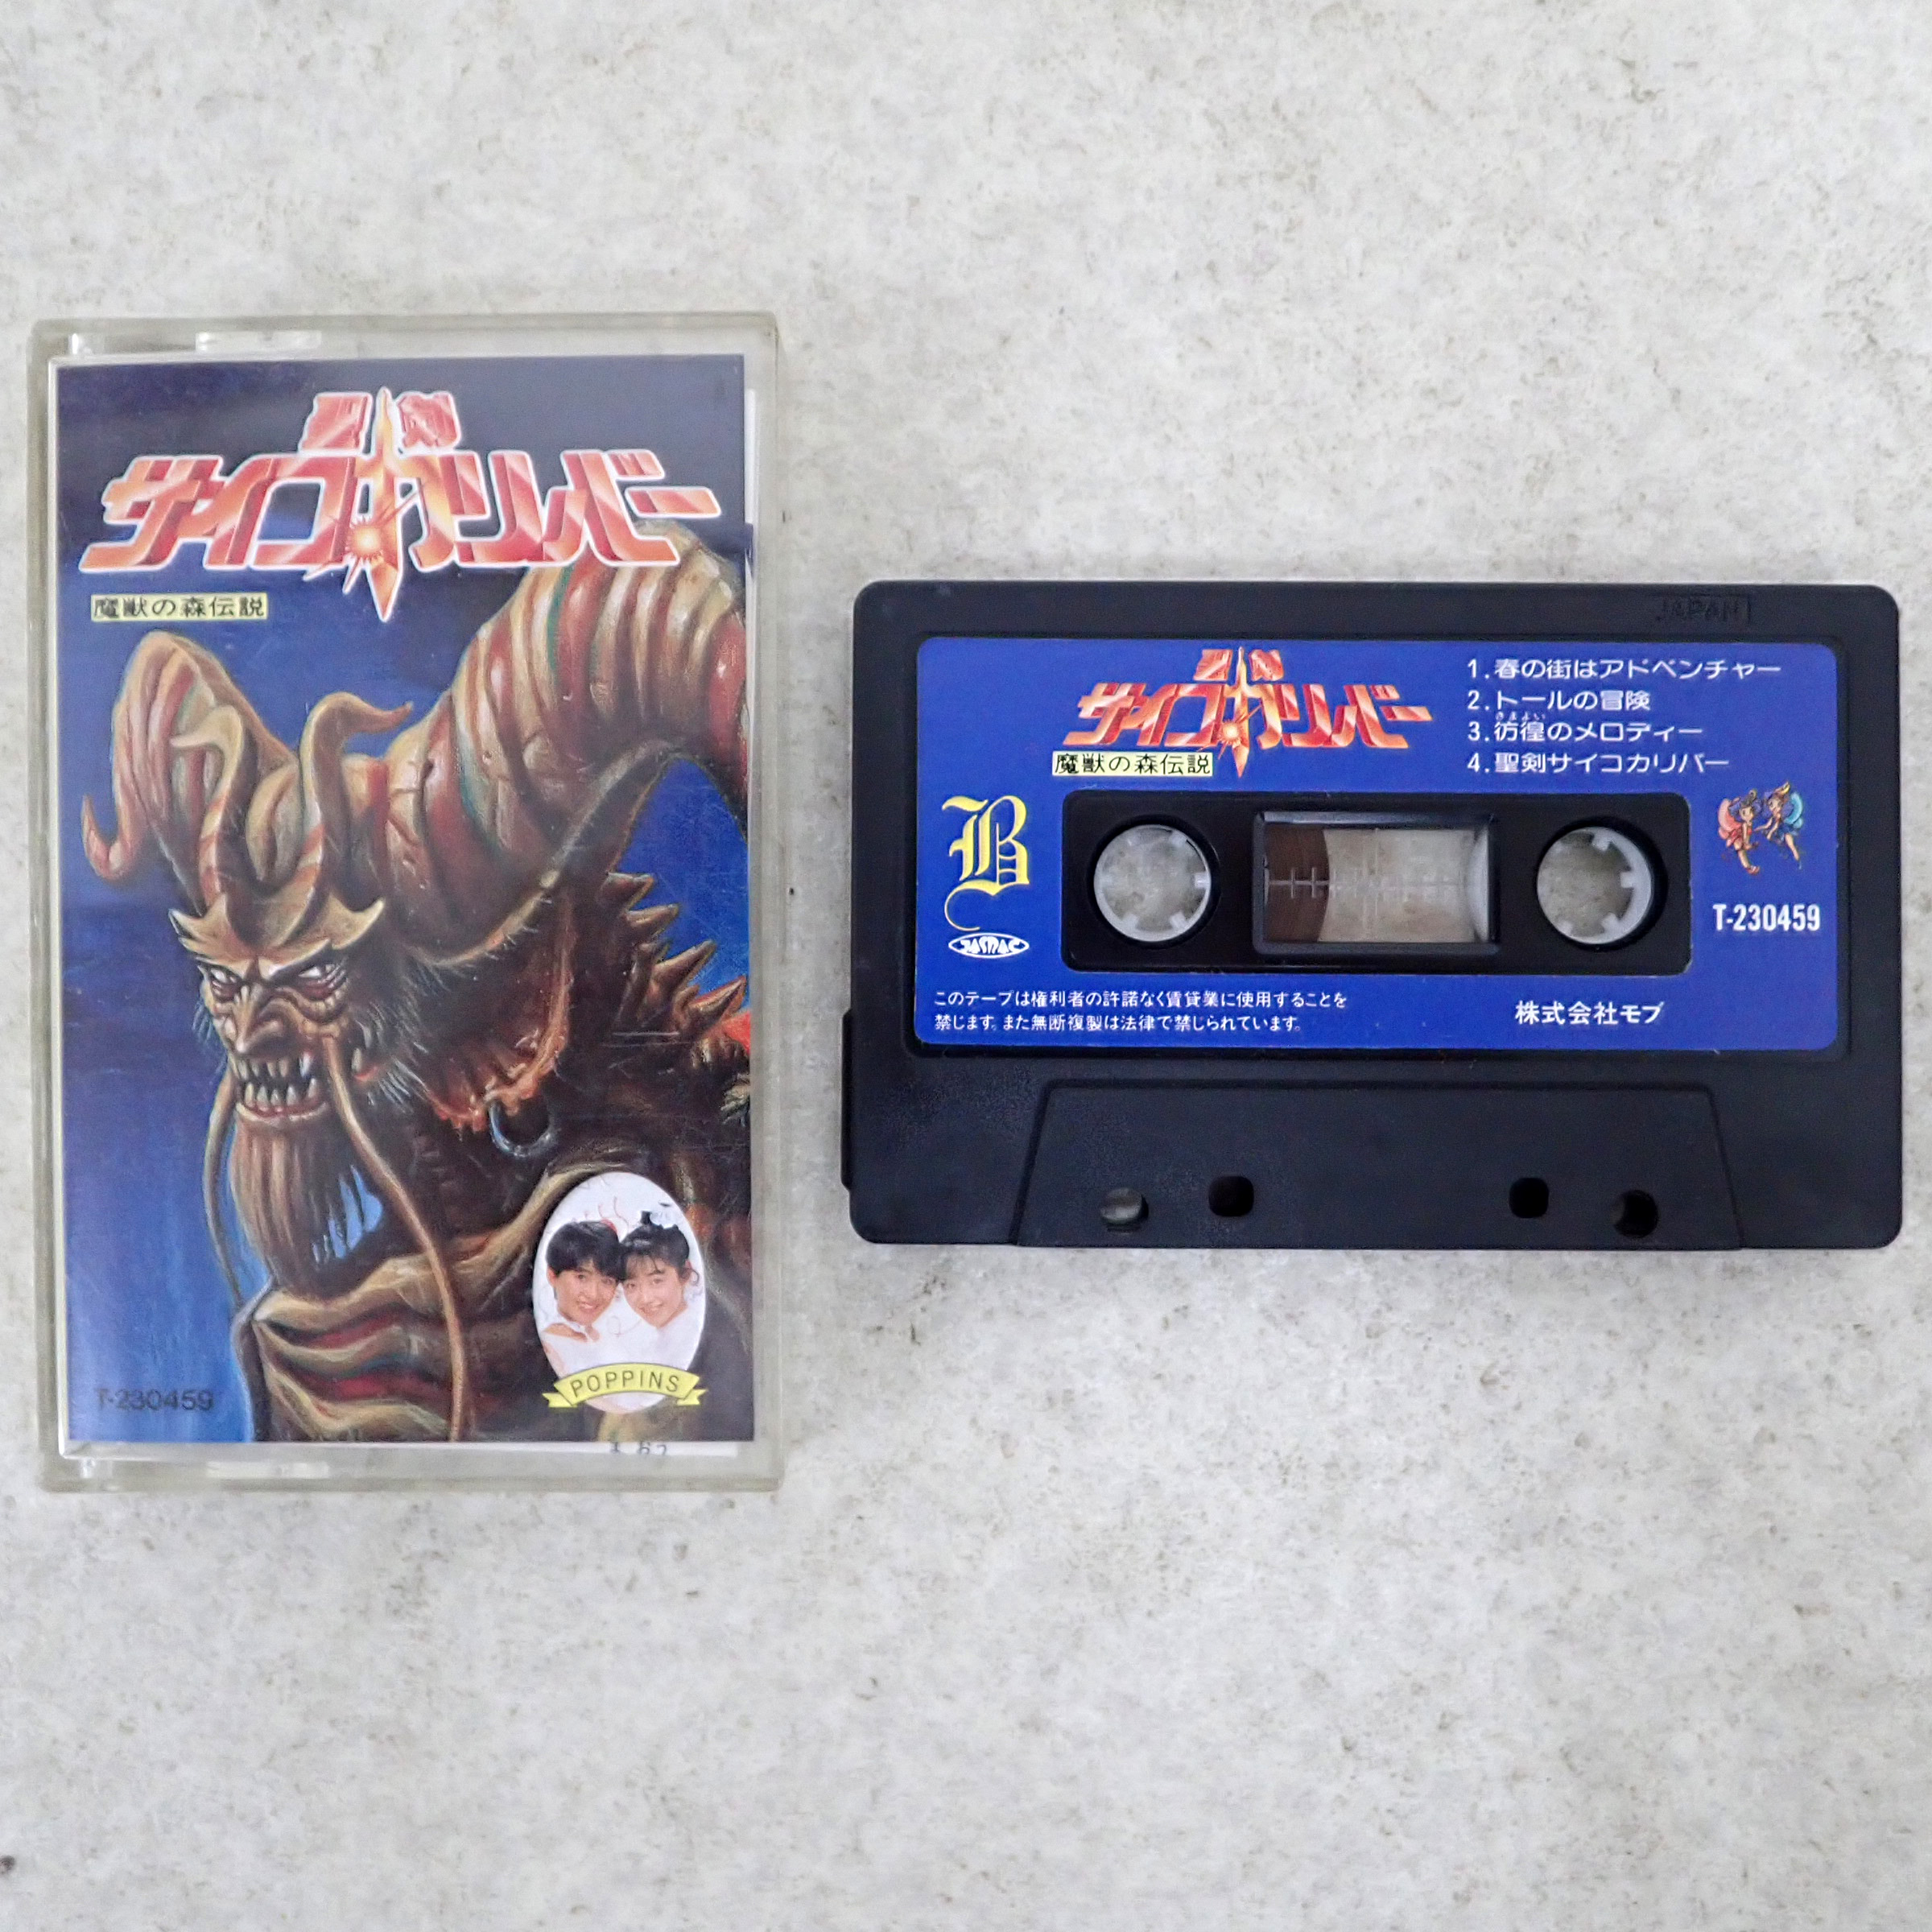 聖剣
サイコカリバー
魔獣の森伝説
POPPINS
T-230459
JAPAN
聖剣
サイコカリバー
魔獣の森伝説
1.春の街はアドベンチャー
2.トールの冒険
さまよい
3.彷徨のメロディー
4.聖剣サイコカリバー
B
JASRAC
T-230459
このテープは権利者の許諾なく賃貸業に使用することを
禁じます。また無断複製は法律で禁じられています。
株式会社モブ